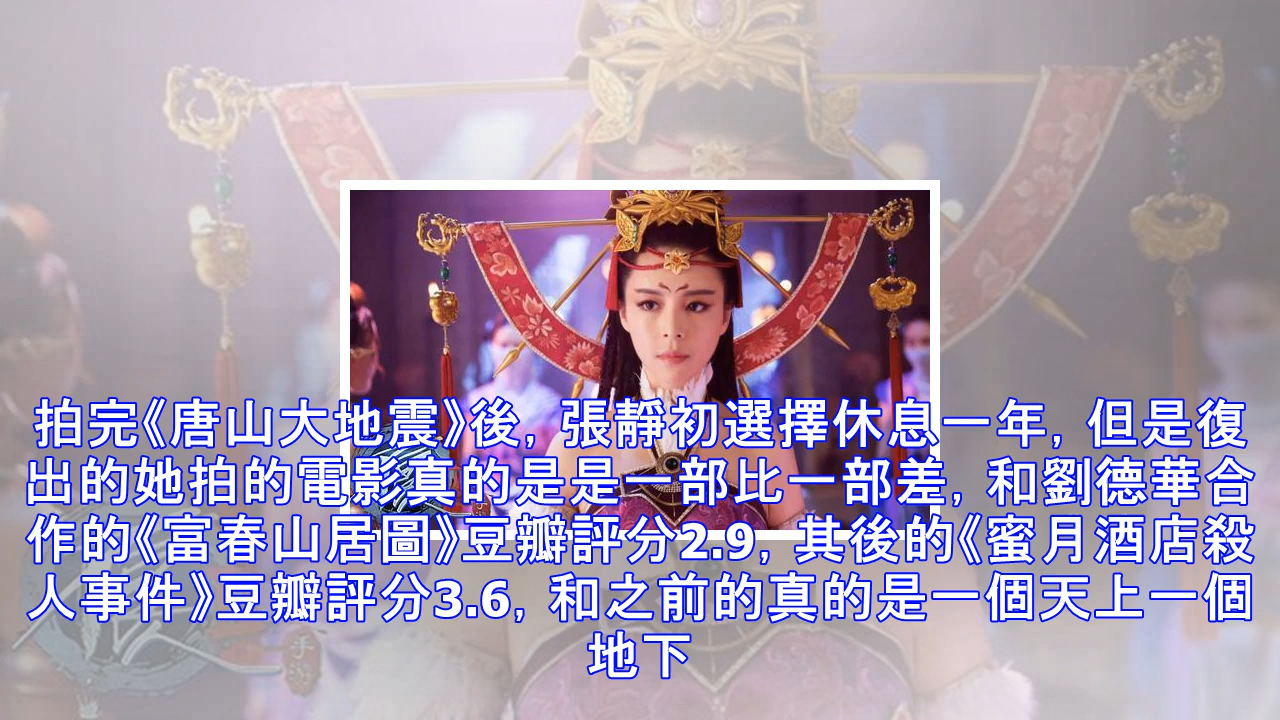 拍完《唐山大地震》後, 張靜初選擇休息一年, 但是復
出的她拍的電影真的是是一部比一部差, 和劉德華合
作的《富春山居圖》豆瓣評分2.9, 其後的《蜜月酒店殺
人事件》豆瓣評分3.6, 和之前的真的是一個天上一個
地下